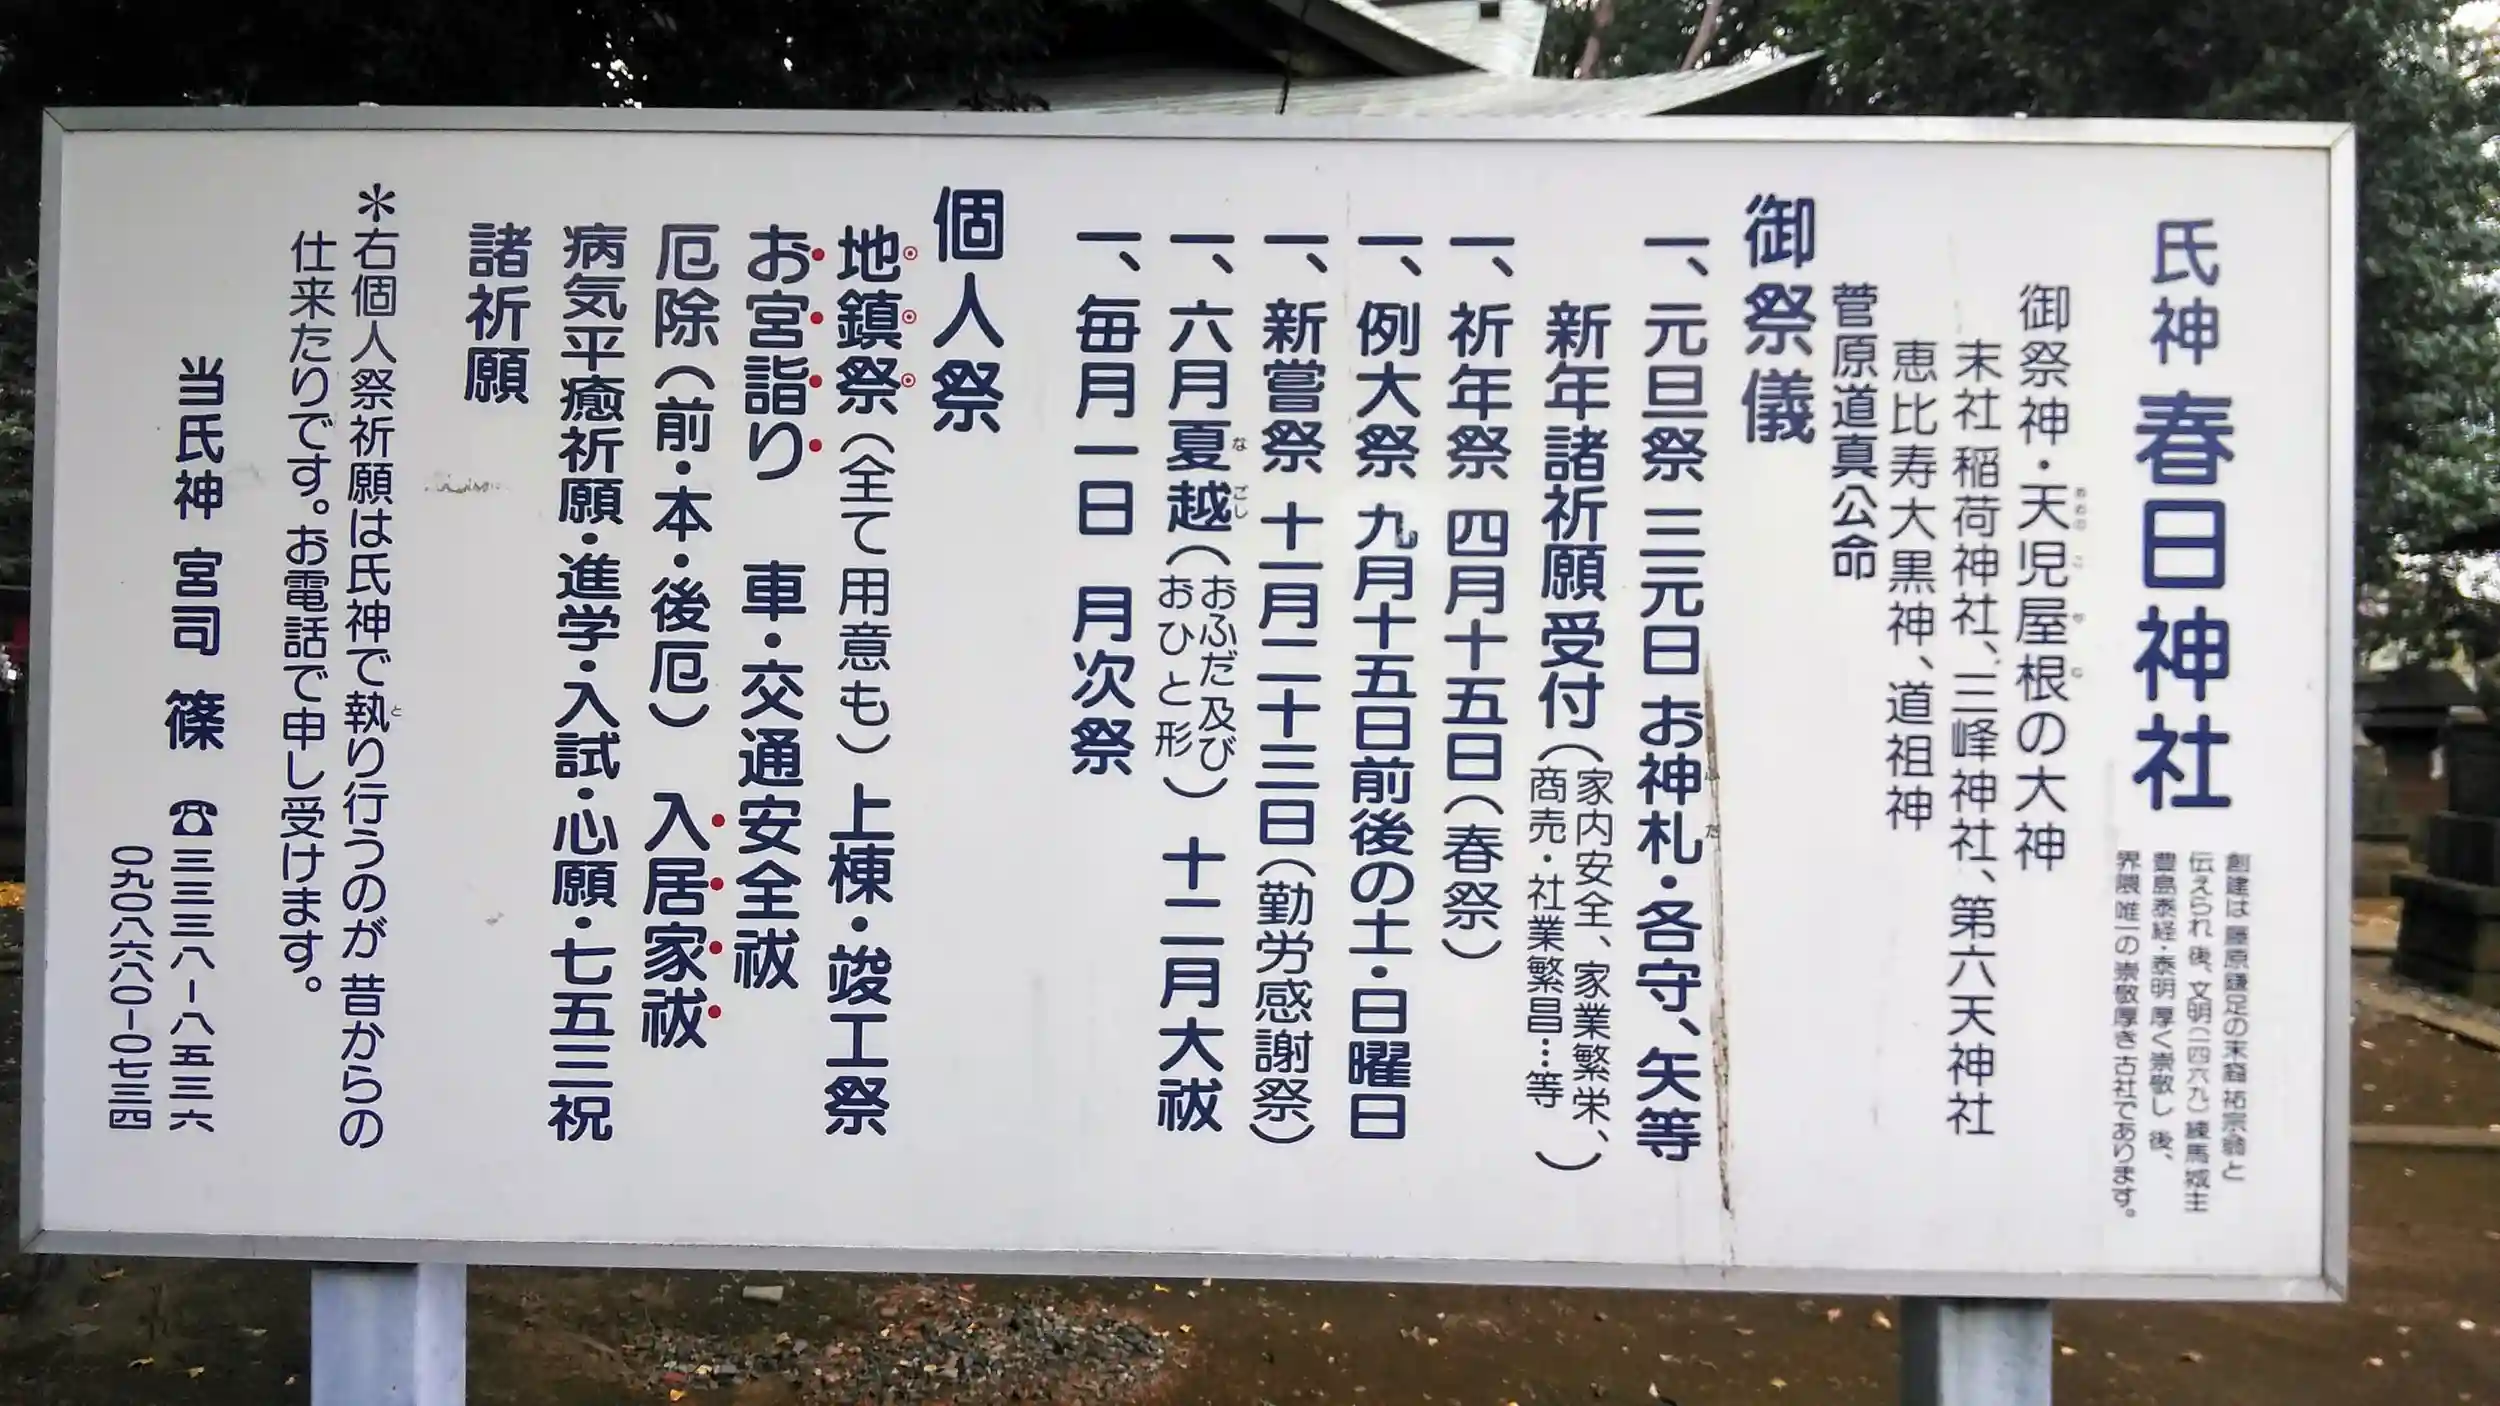 氏神 春日神社
創建は藤原鎌足の末裔 祐宗翁と
伝えられ 後、文明(一四六九)練馬城主
豊島泰経・泰明 厚く崇敬し 後、
界隈 唯一の崇敬厚き古社であります。
御祭神・天児屋根の大神
末社 稲荷神社、三峰神社、第六天神社
恵比寿大黒神、道祖神
菅原道真公命
御祭儀
一、元旦祭 三元日 お神札・各守、矢等
新年諸祈願受付(家内安全、家業繁栄、
商売・社業繁昌…等)
一、祈年祭 四月十五日(春祭)
一、例大祭 九月十五日前後の土・日曜日
一、新嘗祭 十一月二十三日(勤労感謝祭)
一、六月夏越(おふだ及び
おひと形) 十二月大祓
一、毎月一日 月次祭
個人祭
地鎮祭(全て用意も)上棟・竣工祭
お宮詣り 車・交通安全祓
厄除(前・本・後厄) 入居家祓
病気平癒祈願・進学・入試・心願・七五三祝
諸祈願
＊右個人祭祈願は氏神で執り行うのが 昔からの
仕来たりです。お電話で申し受けます。
当氏神 宮司 篠 ☎三三三八-八五三六
〇九〇八六八〇-〇七三四